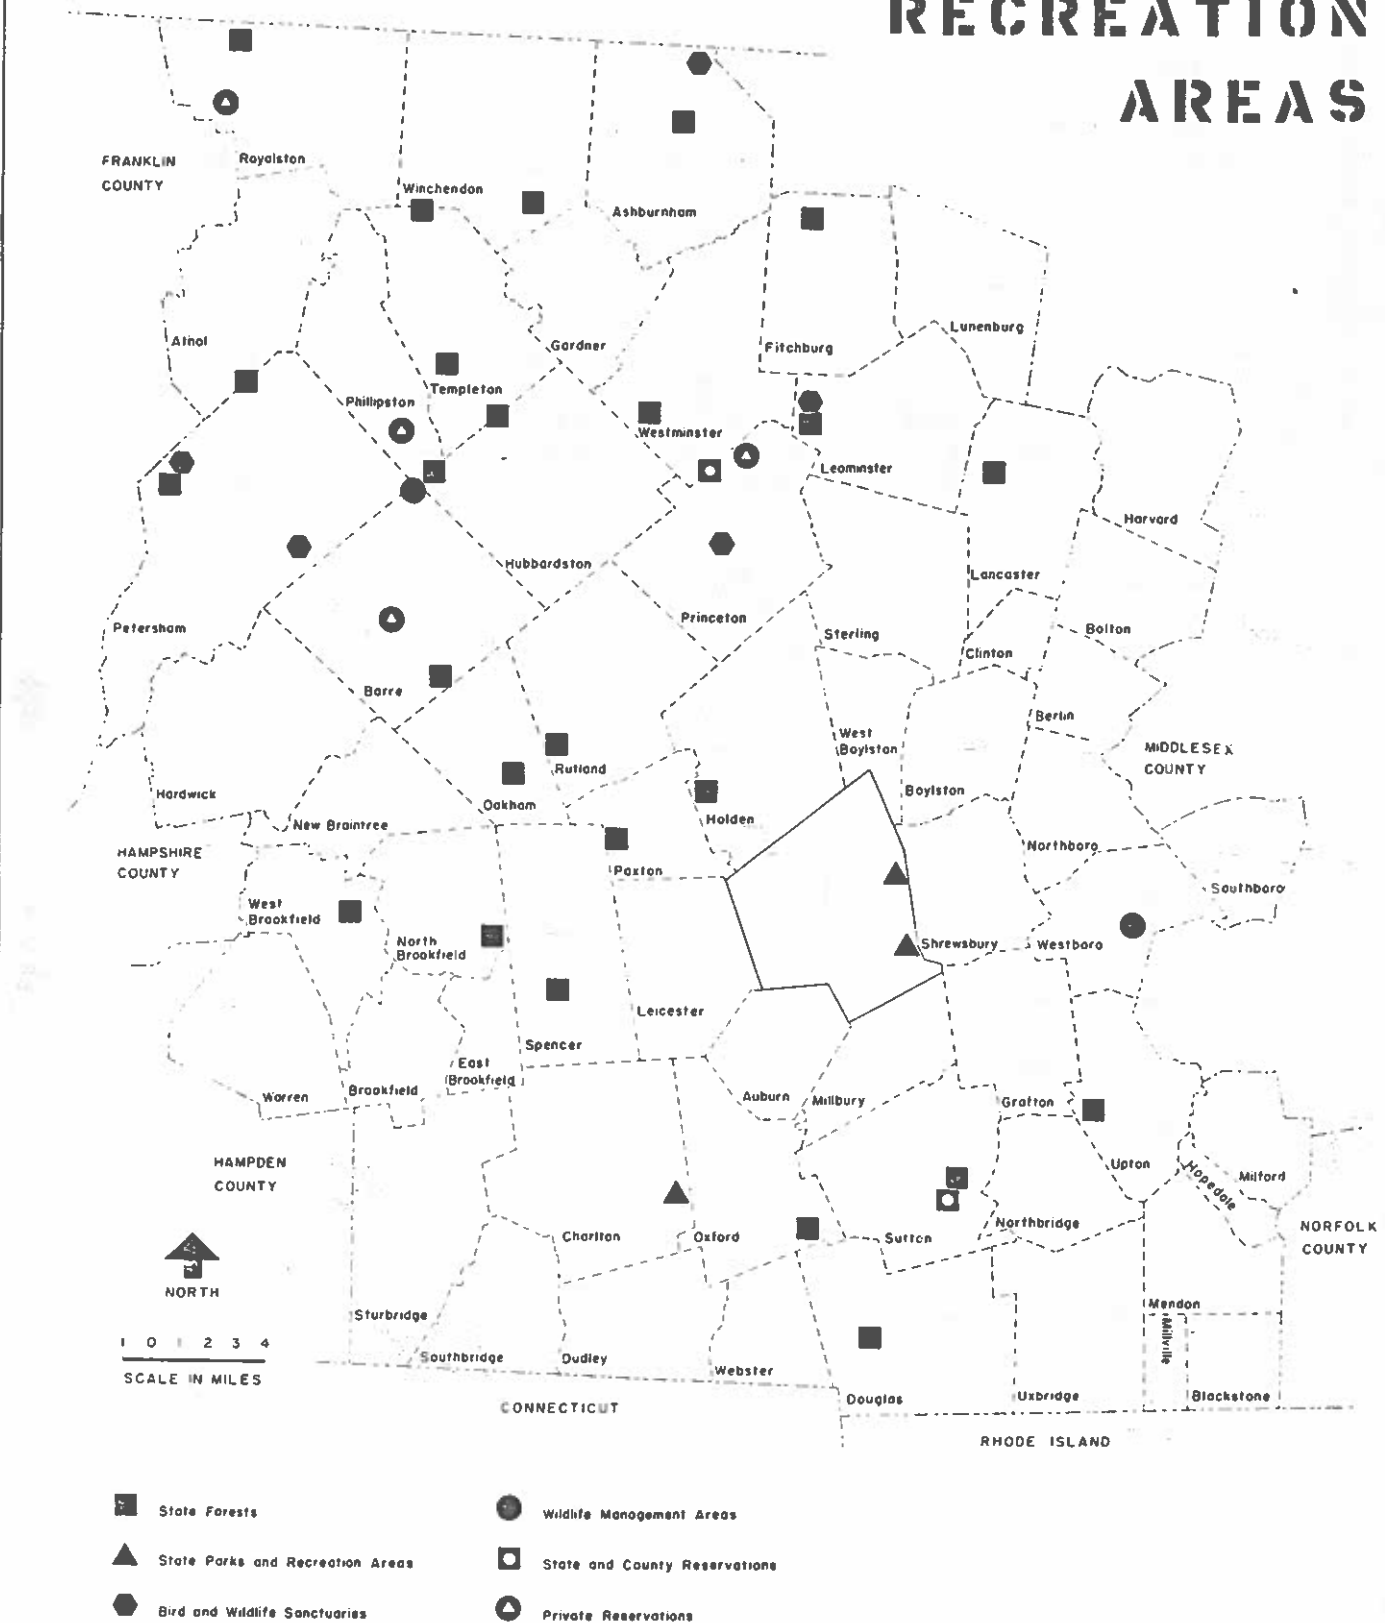 RECREATION
AREAS
FRANKLIN
COUNTY
Royalston
Winchendon
Ashburnham
Athol
Gardner
Fitchburg
Lunenburg
Phillipston
Templeton
Westminster
Leominster
Harvard
Hubbardston
Lancaster
Petersham
Princeton
Sterling
Clinton
Bolton
Barre
Berlin
West
Boylston
MIDDLESEX
COUNTY
Rutland
Hardwick
Oakham
Boylston
New Braintree
Holden
HAMPSHIRE
COUNTY
Paxton
Northboro
Southboro
West
Brookfield
North
Brookfield
Shrewsbury
Westboro
Leicester
Spencer
East
Brookfield
Warren
Brookfield
Auburn
Millbury
Grafton
HAMPDEN
COUNTY
Upton
Hopedale
Milford
Northbridge
NORFOLK
COUNTY
Charlton
Oxford
Sutton
NORTH
Sturbridge
Mendon
Millville
1 0 1 2 3 4
SCALE IN MILES
Southbridge
Dudley
Webster
Douglas
Uxbridge
Blackstone
CONNECTICUT
RHODE ISLAND
State Forests
Wildlife Management Areas
State Parks and Recreation Areas
State and County Reservations
Bird and Wildlife Sanctuaries
Private Reservations